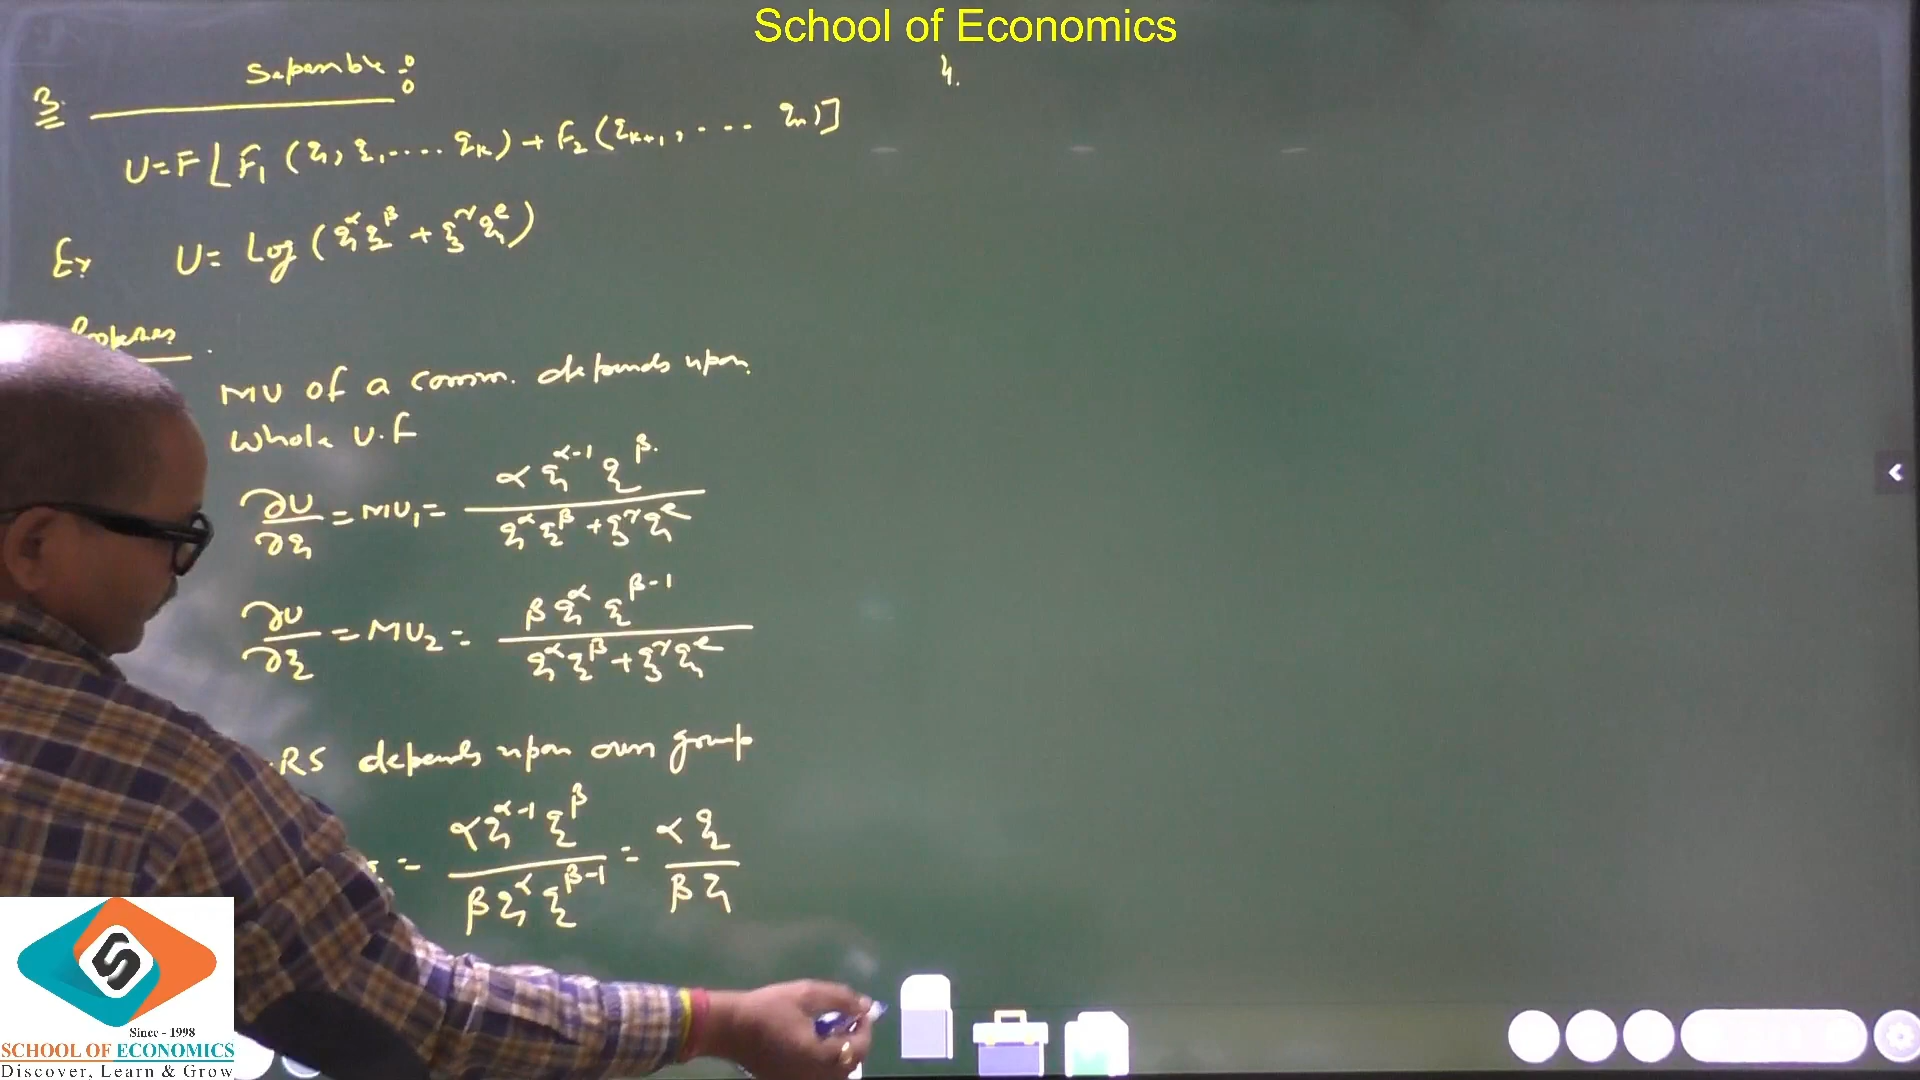 School of Economics
3. Separable :
4.
U = F [ F₁ (q₁, q₂, .... qₖ) + F₂ (qₖ₊₁, ... qₙ)]
Ex U = Log (q₁^α q₂^β + q₃^γ q₄^e)
Properties
MU of a comm. depends upon
Whole U.F
∂U/∂q₁ = MU₁ = α q₁^(α-1) q₂^β / (q₁^α q₂^β + q₃^γ q₄^e)
∂U/∂q₂ = MU₂ = β q₁^α q₂^(β-1) / (q₁^α q₂^β + q₃^γ q₄^e)
RS depends upon own group
= α q₁^(α-1) q₂^β / (β q₁^α q₂^(β-1)) = α q₂ / (β q₁)
S
Since - 1998
SCHOOL OF ECONOMICS
Discover, Learn & Grow